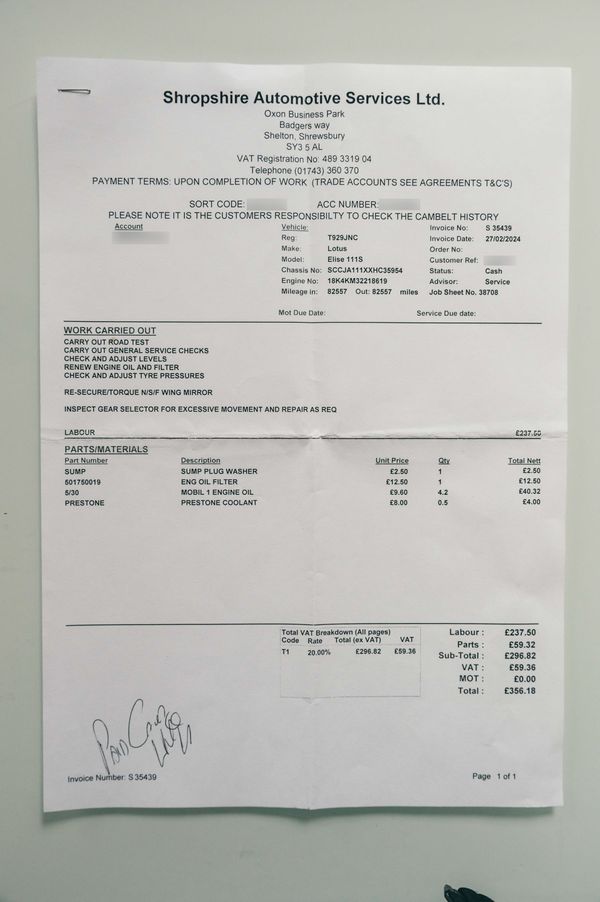 Shropshire Automotive Services Ltd.
Oxon Business Park
Badgers way
Shelton, Shrewsbury
SY3 5 AL
VAT Registration No: 489 3319 04
Telephone (01743) 360 370
PAYMENT TERMS: UPON COMPLETION OF WORK (TRADE ACCOUNTS SEE AGREEMENTS T&C'S)
SORT CODE: ACC NUMBER:
PLEASE NOTE IT IS THE CUSTOMERS RESPONSIBILTY TO CHECK THE CAMBELT HISTORY
Account Vehicle: Invoice No: S 35439
Reg: T929JNC Invoice Date: 27/02/2024
Make: Lotus Order No:
Model: Elise 111S Customer Ref:
Chassis No: SCCJA111XXHC35954 Status: Cash
Engine No: 18K4KM32218619 Advisor: Service
Mileage in: 82557 Out: 82557 miles Job Sheet No. 38708
Mot Due Date: Service Due date:
WORK CARRIED OUT
CARRY OUT ROAD TEST
CARRY OUT GENERAL SERVICE CHECKS
CHECK AND ADJUST LEVELS
RENEW ENGINE OIL AND FILTER
CHECK AND ADJUST TYRE PRESSURES
RE-SECURE/TORQUE N/S/F WING MIRROR
INSPECT GEAR SELECTOR FOR EXCESSIVE MOVEMENT AND REPAIR AS REQ
LABOUR £237.50
PARTS/MATERIALS
Part Number Description Unit Price Qty Total Nett
SUMP SUMP PLUG WASHER £2.50 1 £2.50
501750019 ENG OIL FILTER £12.50 1 £12.50
5/30 MOBIL 1 ENGINE OIL £9.60 4.2 £40.32
PRESTONE PRESTONE COOLANT £8.00 0.5 £4.00
Total VAT Breakdown (All pages)
Code Rate Total (ex VAT) VAT
T1 20.00% £296.82 £59.36
Labour : £237.50
Parts : £59.32
Sub-Total : £296.82
VAT : £59.36
MOT : £0.00
Total : £356.18
PAID
Invoice Number: S 35439 Page 1 of 1